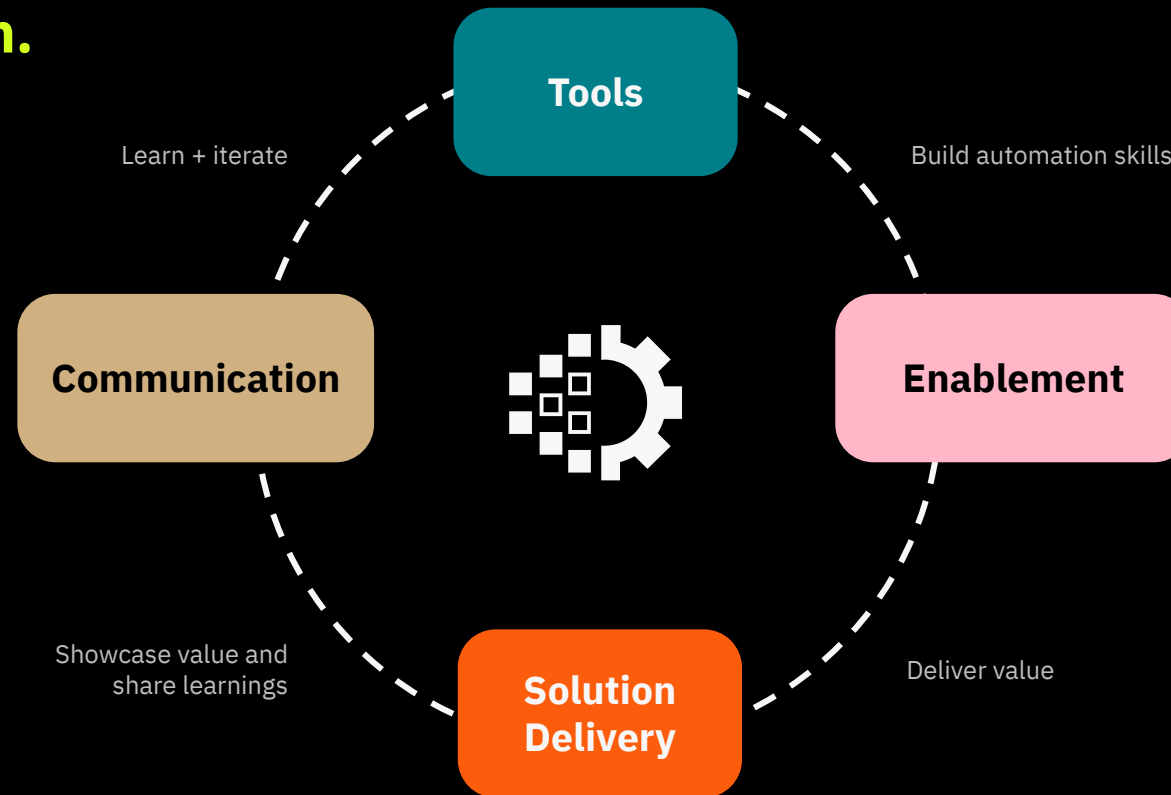 n.
Tools
Learn + iterate
Build automation skills
Communication
Enablement
Showcase value and
share learnings
Deliver value
Solution
Delivery